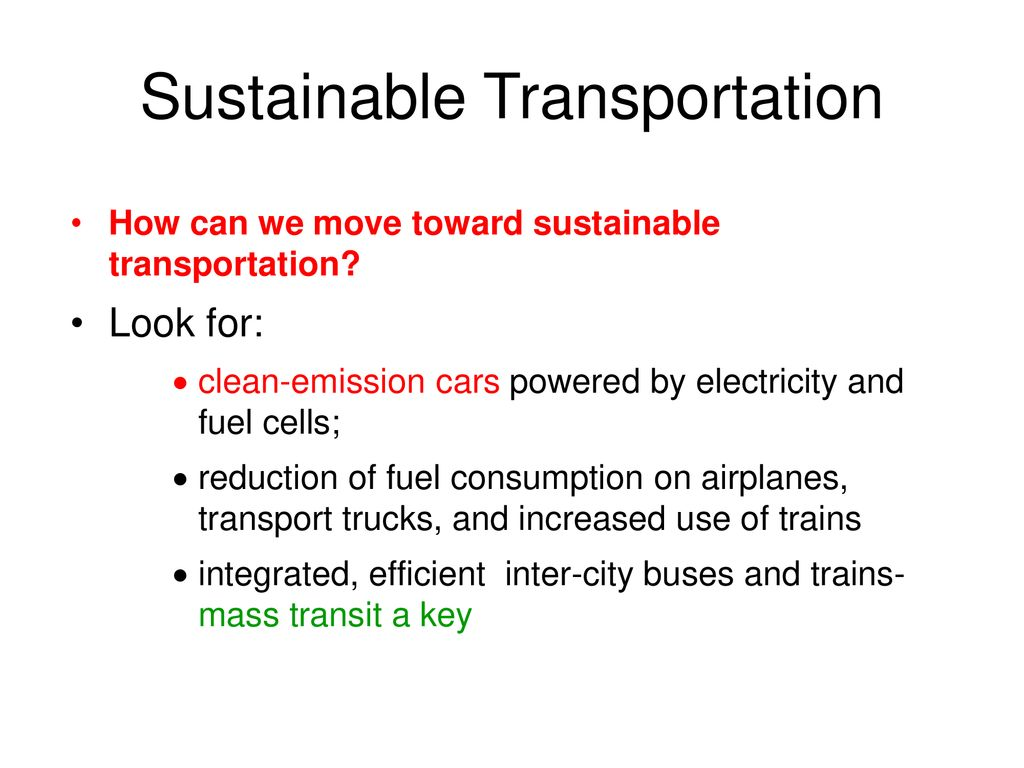 Sustainable Transportation
• How can we move toward sustainable
transportation?
• Look for:
• clean-emission cars powered by electricity and
fuel cells;
• reduction of fuel consumption on airplanes,
transport trucks, and increased use of trains
• integrated, efficient  inter-city buses and trains-
mass transit a key